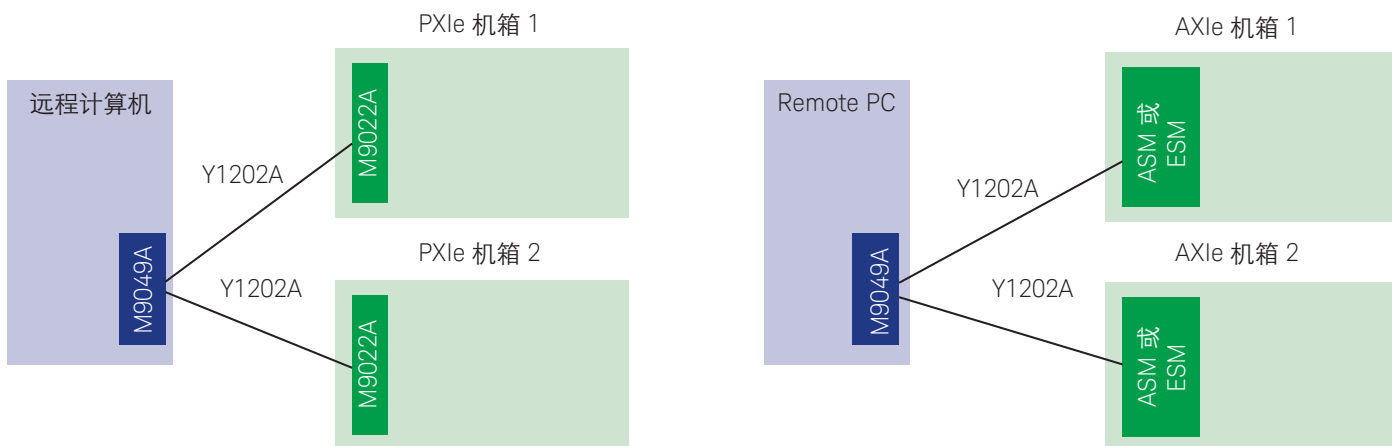 PXIe 机箱 1
远程计算机
M9022A
Y1202A
M9049A
PXIe 机箱 2
Y1202A
M9022A
AXIe 机箱 1
Remote PC
ASM 或
ESM
Y1202A
M9049A
AXIe 机箱 2
Y1202A
ASM 或
ESM